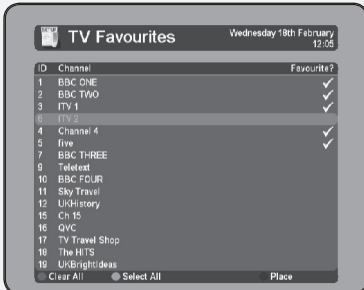 TV Favourites
Wednesday 18th February
12:05
ID Channel Favourite?
1 BBC ONE
2 BBC TWO
3 ITV 1
6 ITV 2
4 Channel 4
5 five
7 BBC THREE
9 Teletext
10 BBC FOUR
11 Sky Travel
12 UKHistory
15 Ch 15
16 QVC
17 TV Travel Shop
18 The HITS
19 UKBrightIdeas
Clear All Select All Place